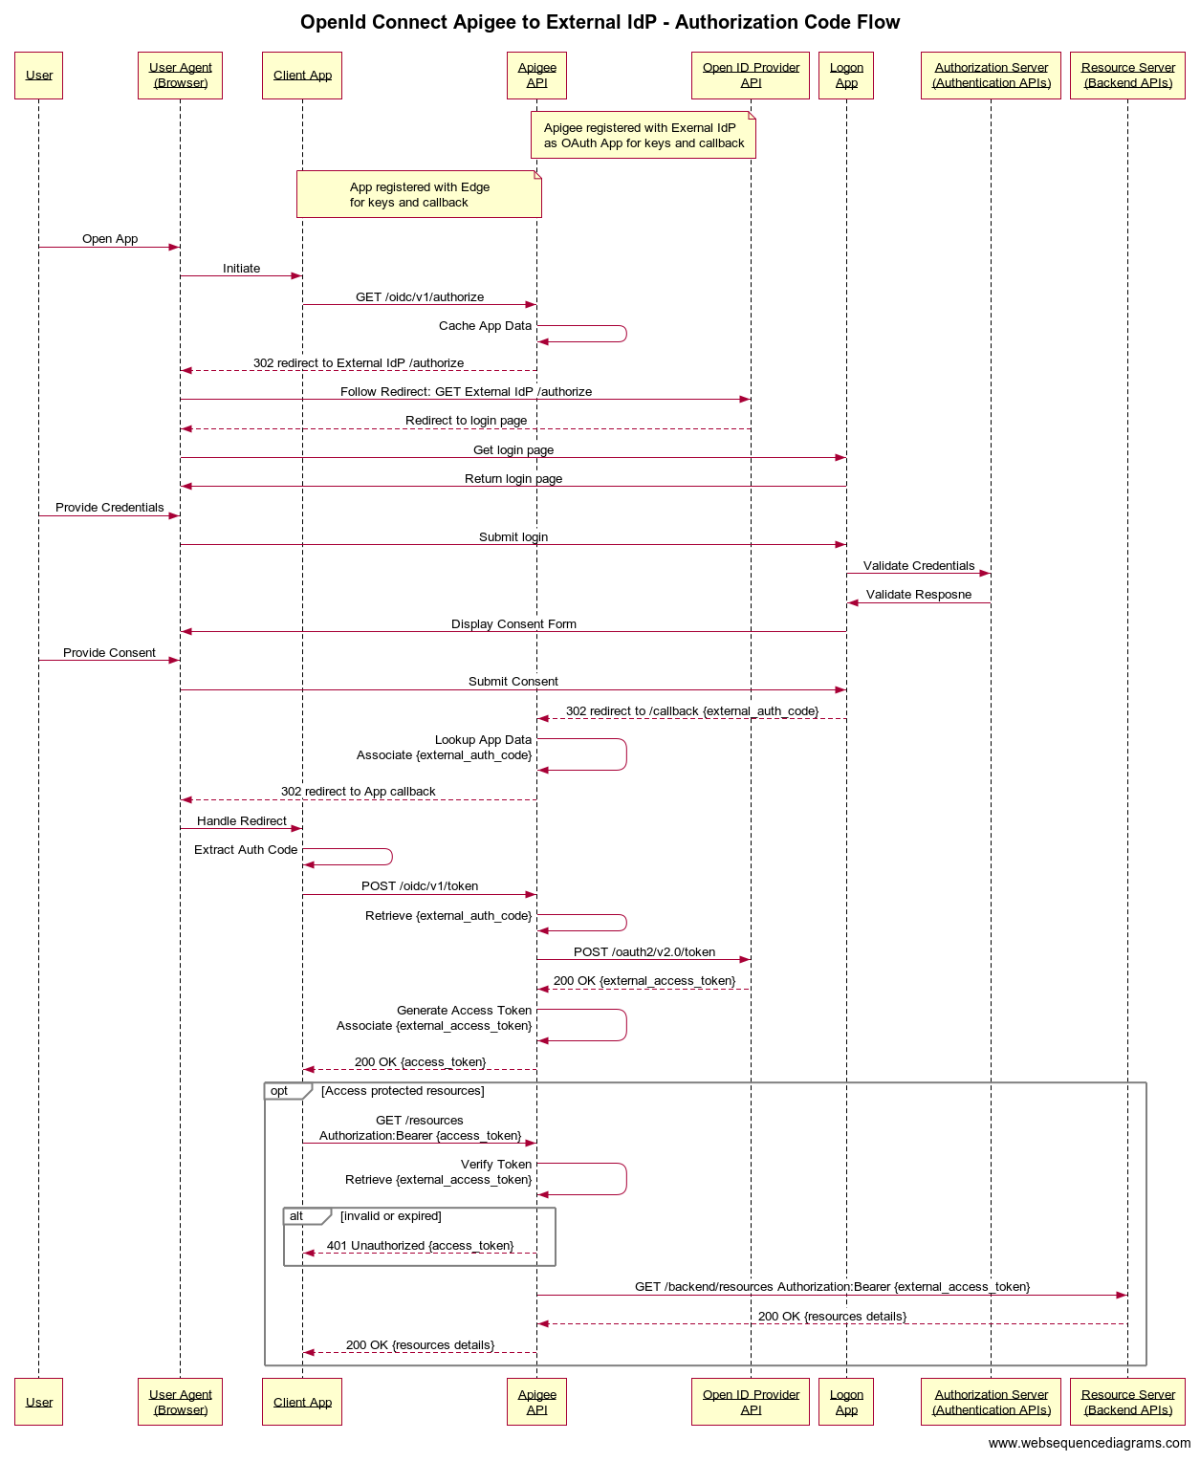 OpenId Connect Apigee to External IdP - Authorization Code Flow
User
User Agent
(Browser)
Client App
Apigee
API
Open ID Provider
API
Logon
App
Authorization Server
(Authentication APIs)
Resource Server
(Backend APIs)
Apigee registered with Exernal IdP
as OAuth App for keys and callback
App registered with Edge
for keys and callback
Open App
Initiate
GET /oidc/v1/authorize
Cache App Data
302 redirect to External IdP /authorize
Follow Redirect: GET External IdP /authorize
Redirect to login page
Get login page
Return login page
Provide Credentials
Submit login
Validate Credentials
Validate Resposne
Display Consent Form
Provide Consent
Submit Consent
302 redirect to /callback {external_auth_code}
Lookup App Data
Associate {external_auth_code}
302 redirect to App callback
Handle Redirect
Extract Auth Code
POST /oidc/v1/token
Retrieve {external_auth_code}
POST /oauth2/v2.0/token
200 OK {external_access_token}
Generate Access Token
Associate {external_access_token}
200 OK {access_token}
opt [Access protected resources]
GET /resources
Authorization:Bearer {access_token}
Verify Token
Retrieve {external_access_token}
alt [invalid or expired]
401 Unauthorized {access_token}
GET /backend/resources Authorization:Bearer {external_access_token}
200 OK {resources details}
200 OK {resources details}
User
User Agent
(Browser)
Client App
Apigee
API
Open ID Provider
API
Logon
App
Authorization Server
(Authentication APIs)
Resource Server
(Backend APIs)
www.websequencediagrams.com